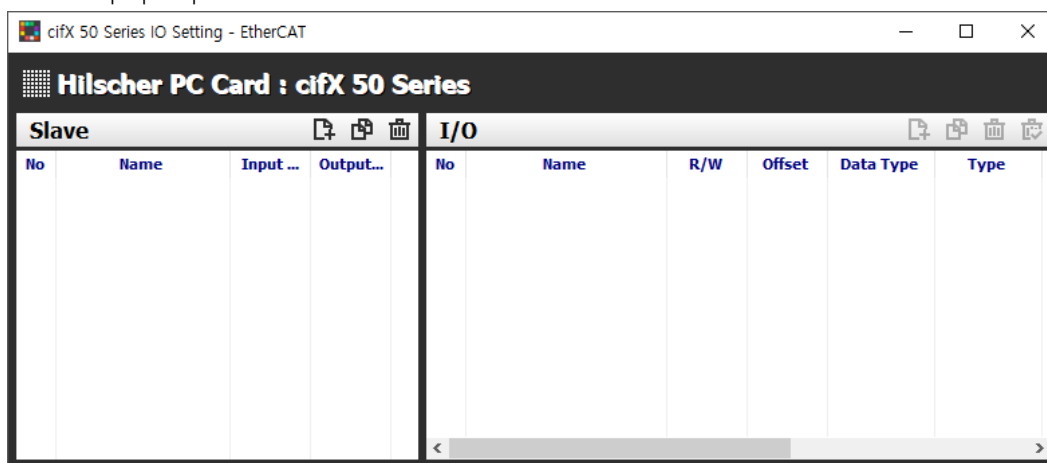 cifX 50 Series IO Setting - EtherCAT
Hilscher PC Card : cifX 50 Series
Slave
I/O
No Name Input ... Output...
No Name R/W Offset Data Type Type